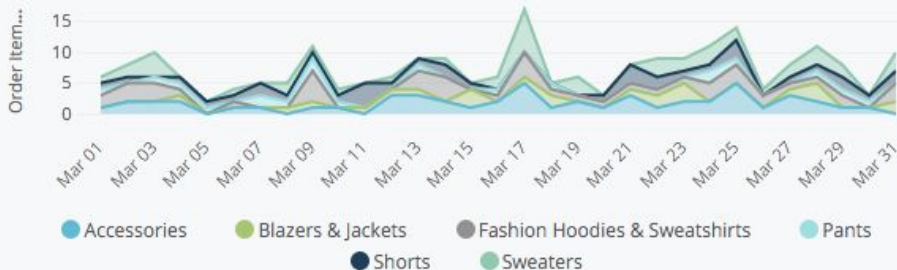 Order Item...
15
10
5
0
Mar 01
Mar 03
Mar 05
Mar 07
Mar 09
Mar 11
Mar 13
Mar 15
Mar 17
Mar 19
Mar 21
Mar 23
Mar 25
Mar 27
Mar 29
Mar 31
Accessories Blazers & Jackets Fashion Hoodies & Sweatshirts Pants
Shorts Sweaters